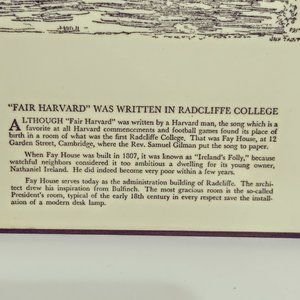 "FAIR HARVARD" WAS WRITTEN IN RADCLIFFE COLLEGE
ALTHOUGH "Fair Harvard" was written by a Harvard man, the song which is a
favorite at all Harvard commencements and football games found its place of
birth in a room of what was the first Radcliffe College. That was Fay House, at 12
Garden Street, Cambridge, where the Rev. Samuel Gilman put the song to paper.
When Fay House was built in 1807, it was known as "Ireland's Folly," because
watchful neighbors considered it too ambitious a dwelling for its young owner,
Nathaniel Ireland. He did indeed become very poor within a few years.
Fay House serves today as the administration building of Radcliffe. The archi-
tect drew his inspiration from Bulfinch. The most gracious room is the so-called
President's room, typical of the early 18th century in every respect save the instal-
lation of a modern desk lamp.